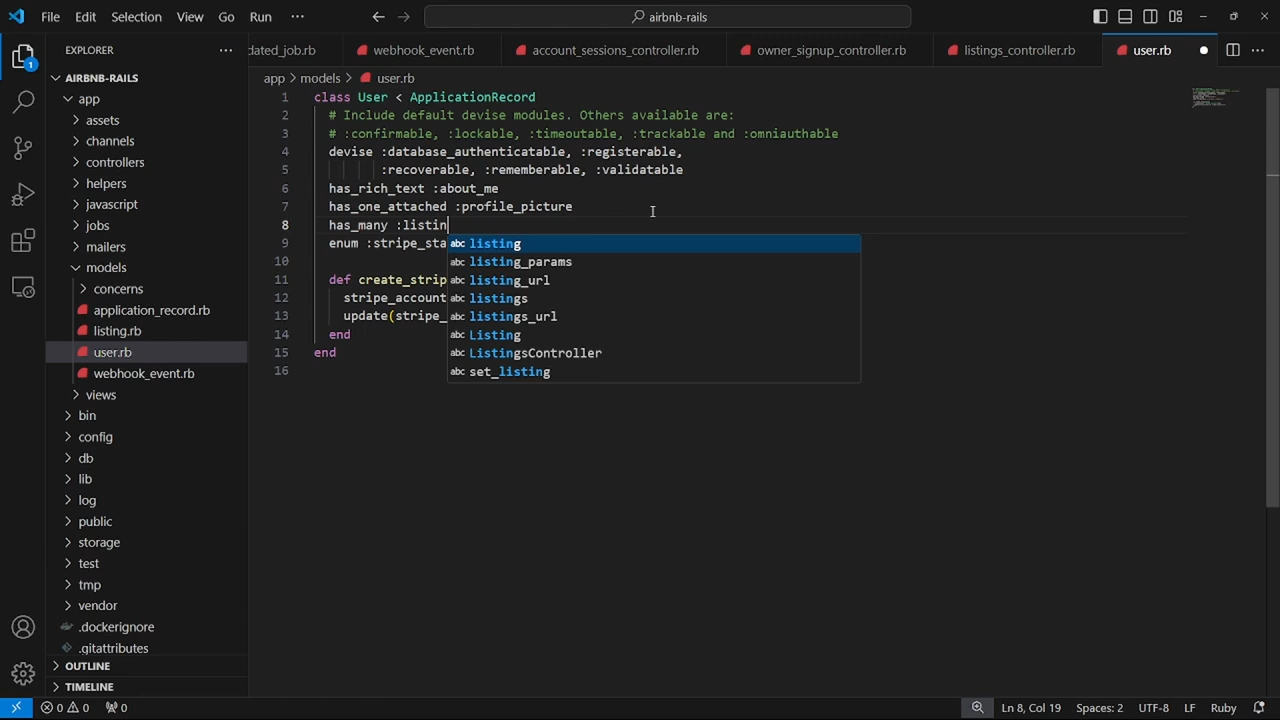 File Edit Selection View Go Run ··· airbnb-rails
EXPLORER ···
dated_job.rb webhook_event.rb account_sessions_controller.rb owner_signup_controller.rb listings_controller.rb user.rb
AIRBNB-RAILS
app
assets
channels
controllers
helpers
javascript
jobs
mailers
models
concerns
application_record.rb
listing.rb
user.rb
webhook_event.rb
views
bin
config
db
lib
log
public
storage
test
tmp
vendor
.dockerignore
.gitattributes
OUTLINE
TIMELINE
1
app > models > user.rb
1 class User < ApplicationRecord
2 # Include default devise modules. Others available are:
3 # :confirmable, :lockable, :timeoutable, :trackable and :omniauthable
4 devise :database_authenticatable, :registerable,
5 :recoverable, :rememberable, :validatable
6 has_rich_text :about_me
7 has_one_attached :profile_picture
8 has_many :listin
9 enum :stripe_sta
10
11 def create_strip
12 stripe_account
13 update(stripe_
14 end
15 end
16
abc listing
abc listing_params
abc listing_url
abc listings
abc listings_url
abc Listing
abc ListingsController
abc set_listing
0 0 0 Ln 8, Col 19 Spaces: 2 UTF-8 LF Ruby